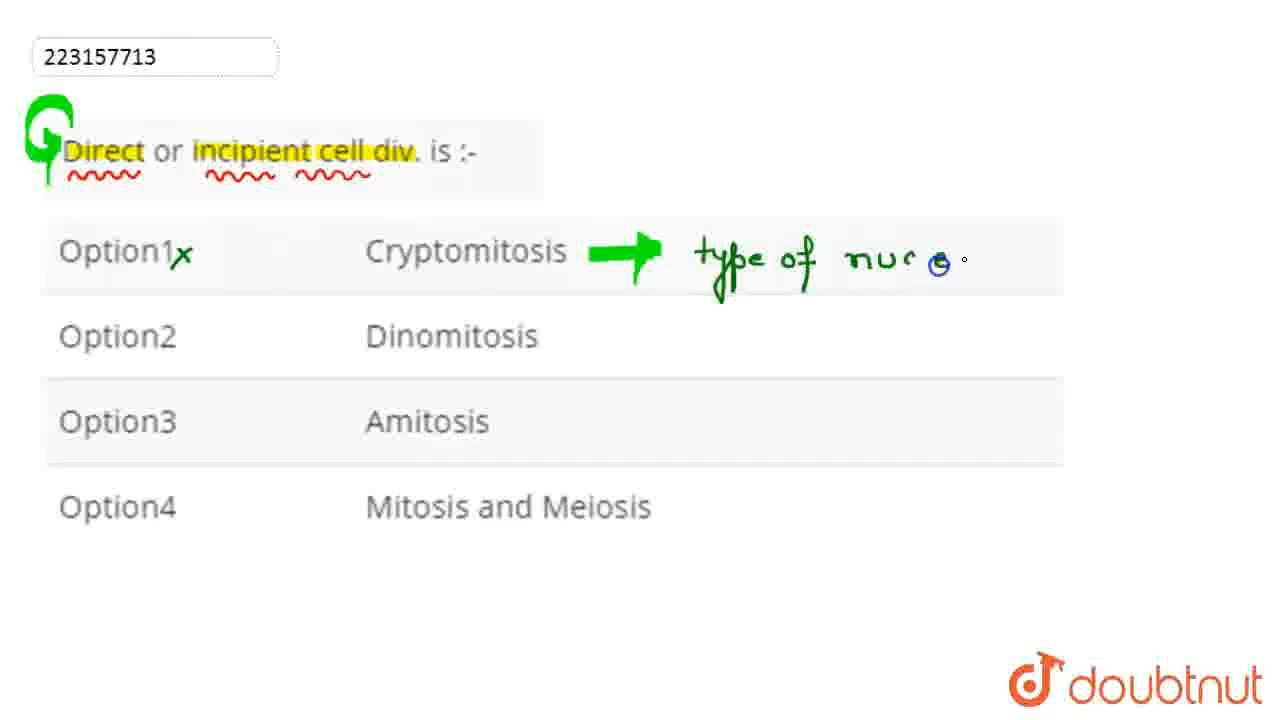 223157713
Direct or incipient cell div. is :-
Option1 x Cryptomitosis → type of nuc
Option2 Dinomitosis
Option3 Amitosis
Option4 Mitosis and Meiosis
doubtnut